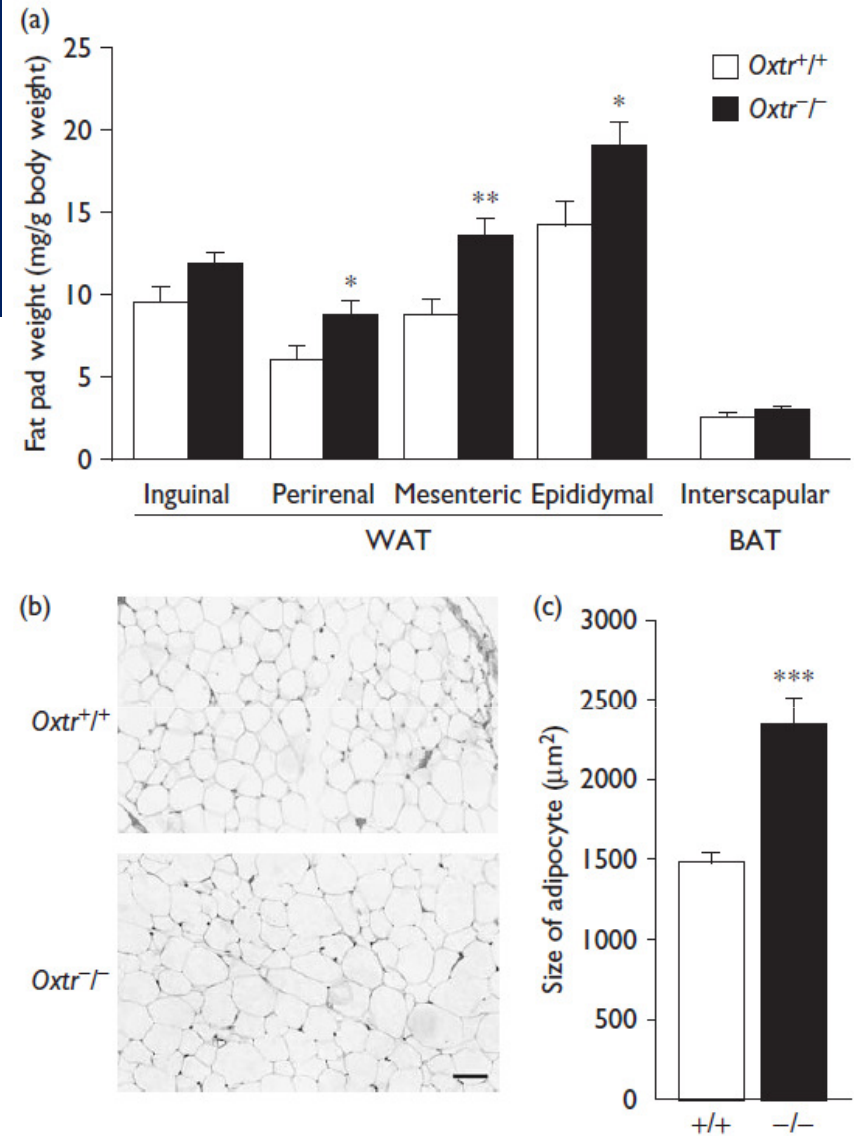 (a)
Fat pad weight (mg/g body weight)
25
20
15
10
5
0
Oxtr+/+
Oxtr−/−
*
**
*
Inguinal Perirenal Mesenteric Epididymal Interscapular
WAT BAT
(b)
Oxtr+/+
Oxtr−/−
(c)
Size of adipocyte (μm²)
3000
2500
2000
1500
1000
500
0
***
+/+ −/−